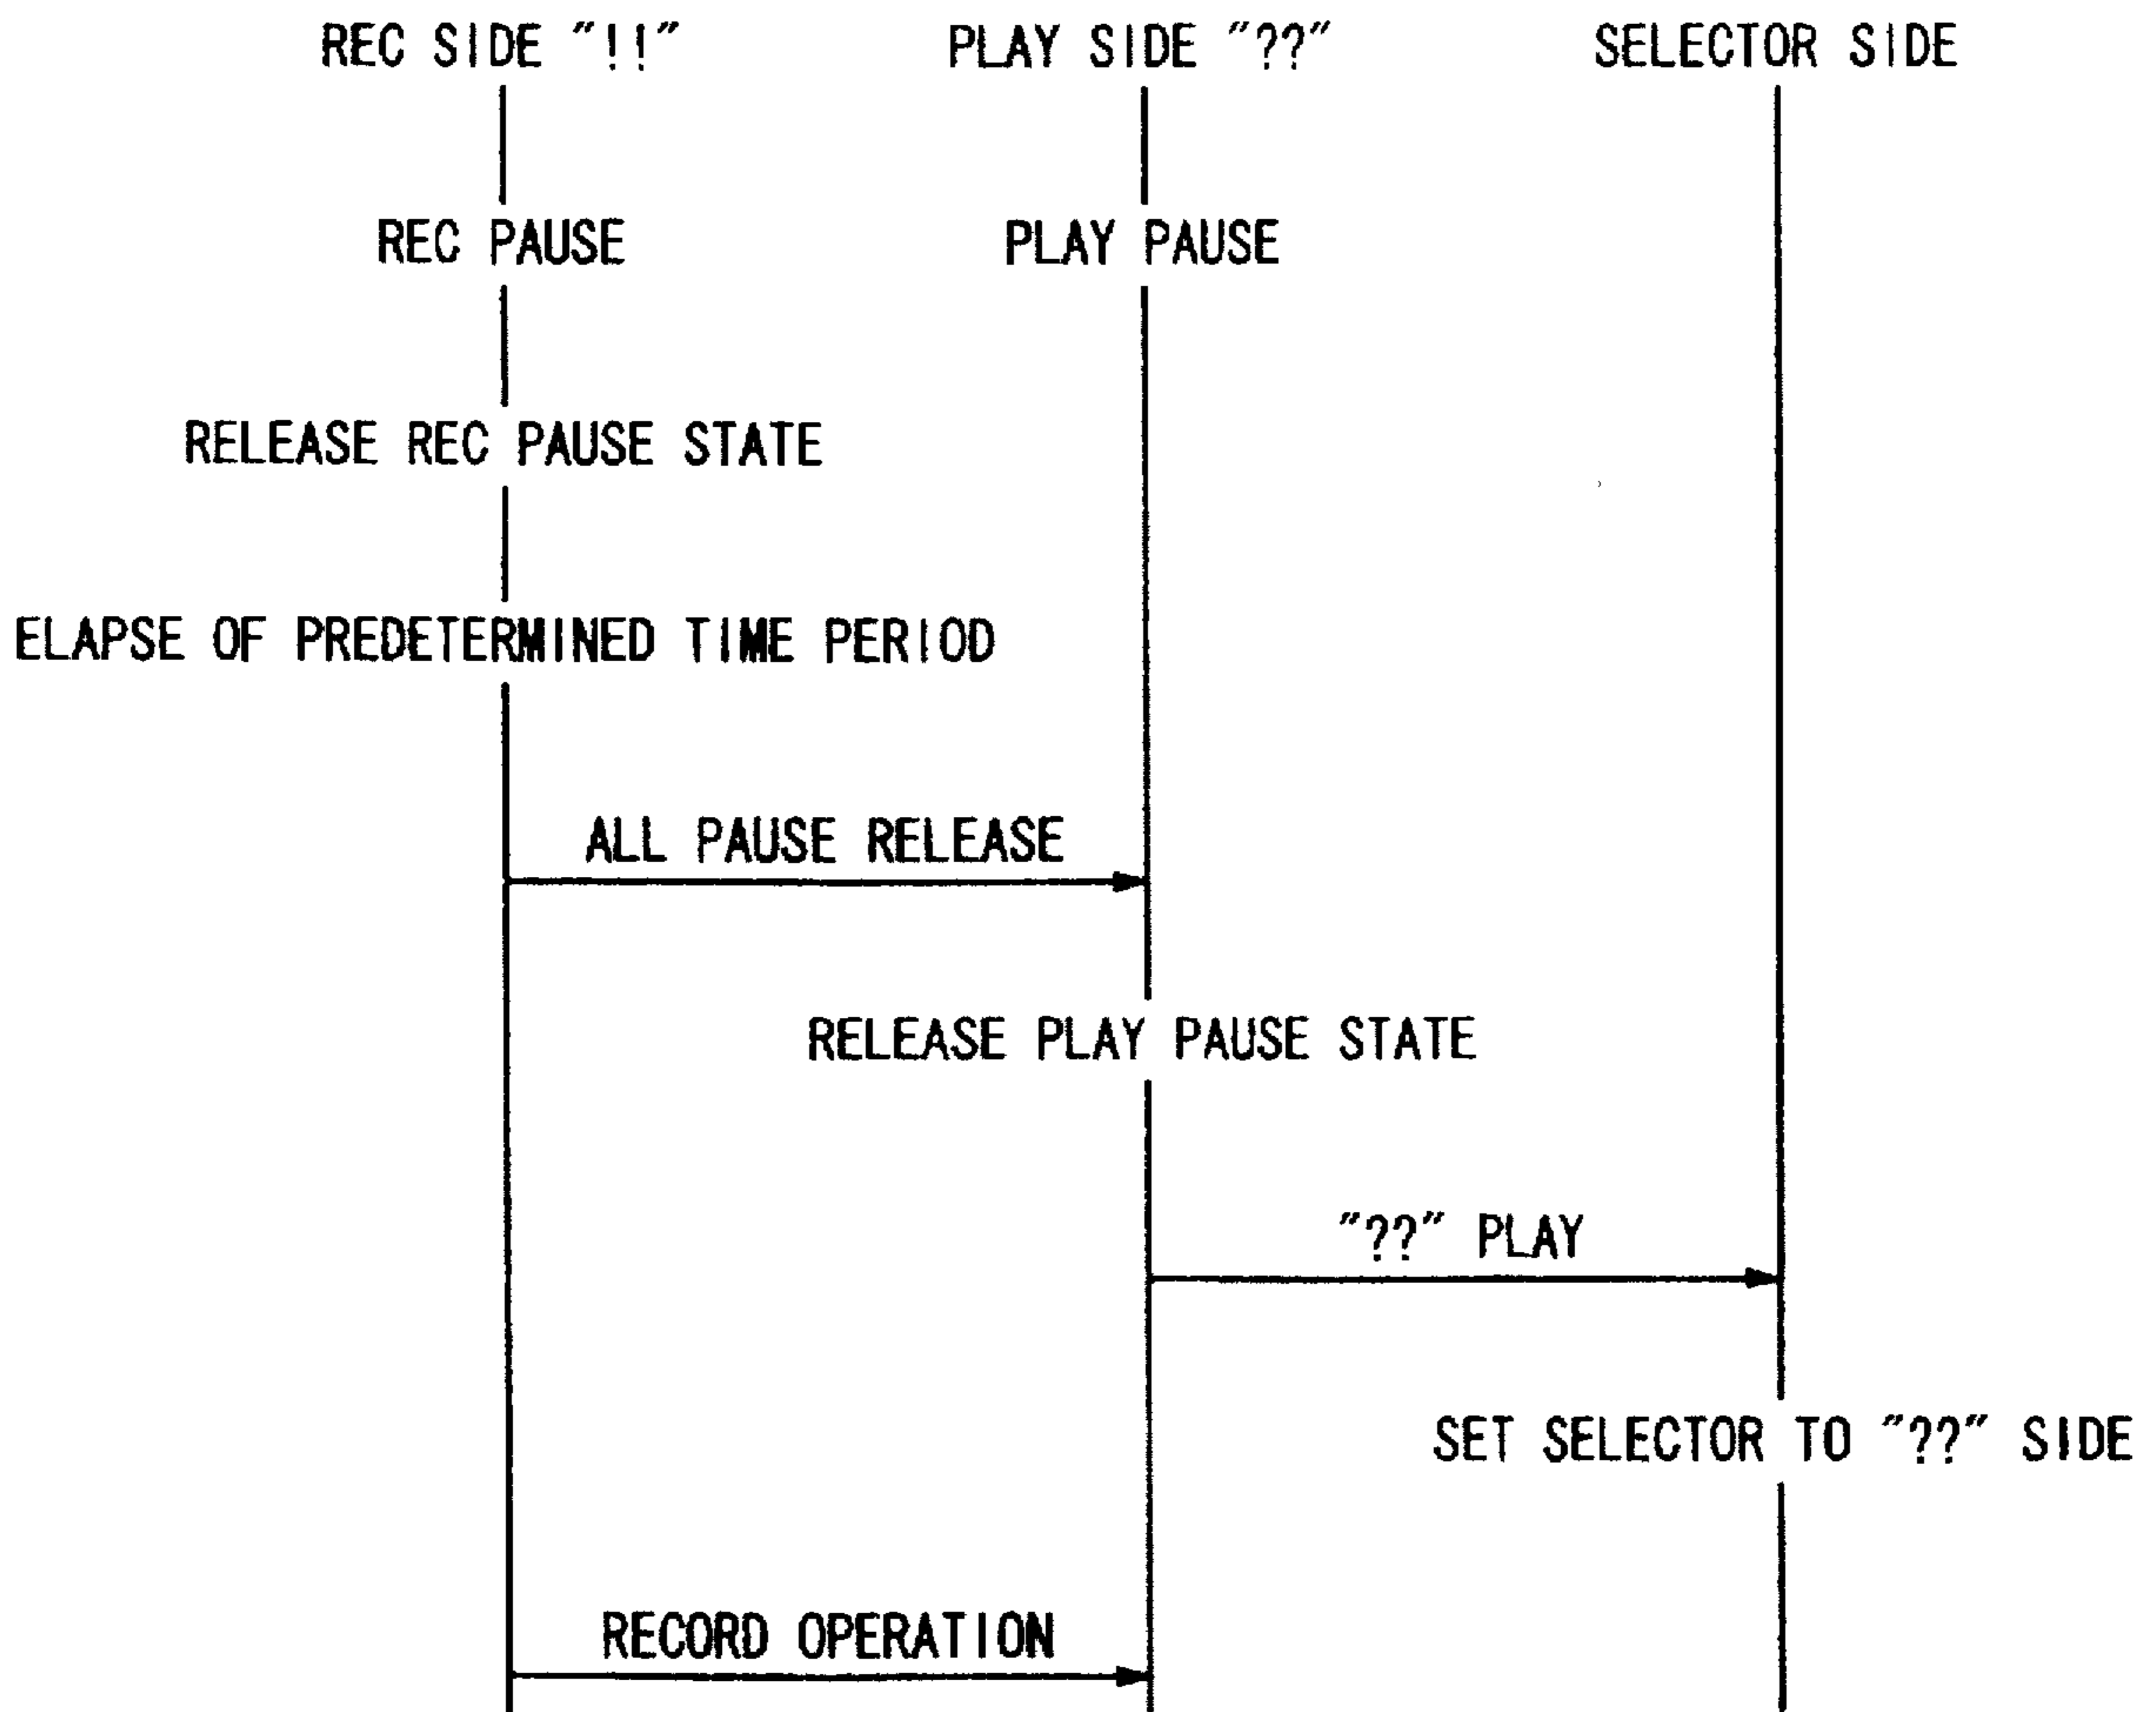 REC SIDE "!!"
PLAY SIDE "??"
SELECTOR SIDE
REC PAUSE
PLAY PAUSE
RELEASE REC PAUSE STATE
ELAPSE OF PREDETERMINED TIME PERIOD
ALL PAUSE RELEASE
RELEASE PLAY PAUSE STATE
"??" PLAY
SET SELECTOR TO "??" SIDE
RECORD OPERATION